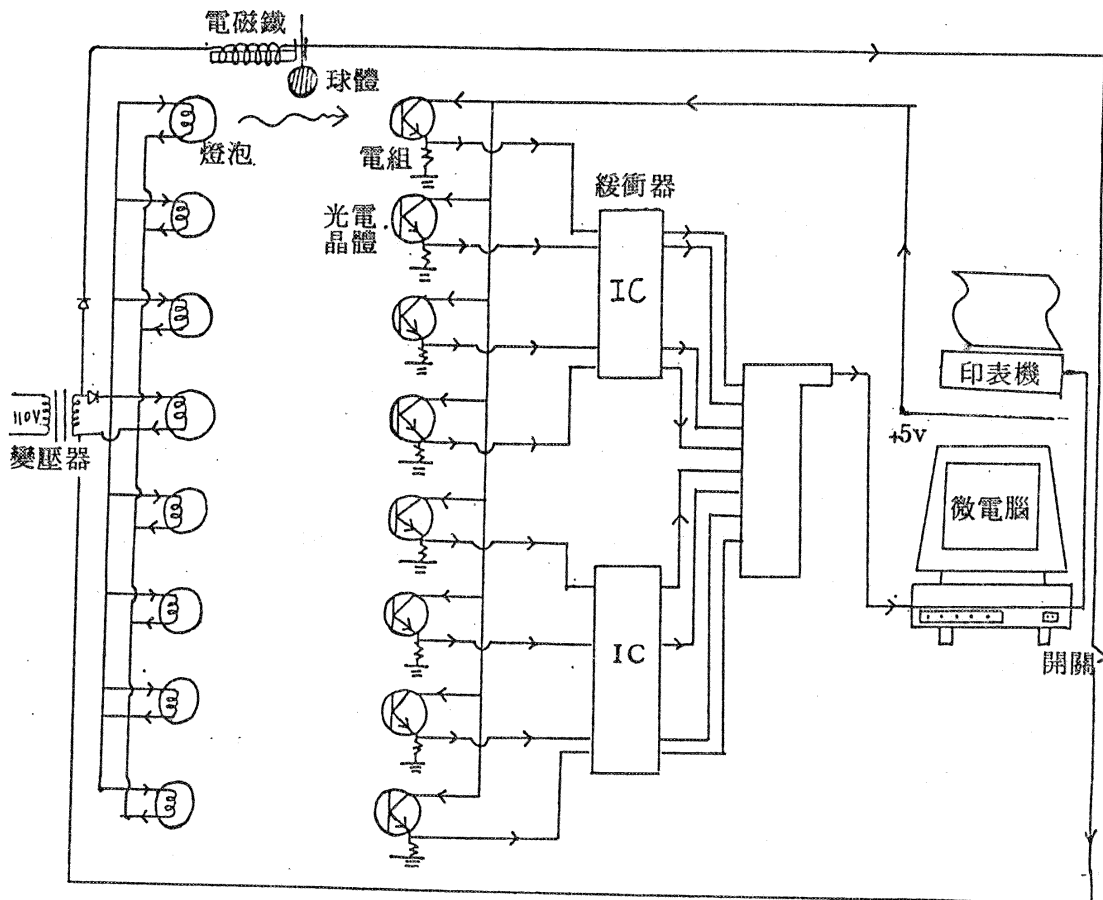 電磁鐵
球體
燈泡
電組
光電
晶體
緩衝器
IC
IC
110V
變壓器
+5v
印表機
微電腦
開關